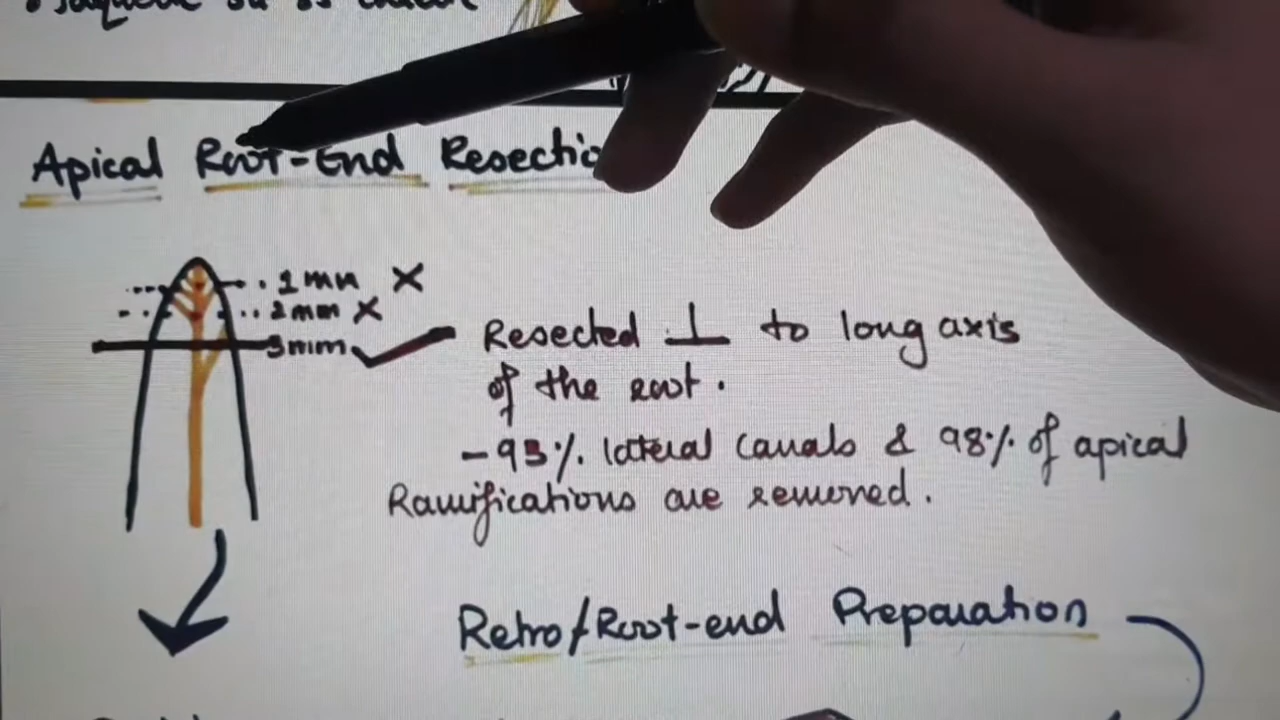 Apical Root-End Resectio
1mm X
2mm X
3mm
Resected ⊥ to long axis
of the root.
- 93% lateral canals & 98% of apical
Ramifications are removed.
Retro/Root-end Preparation